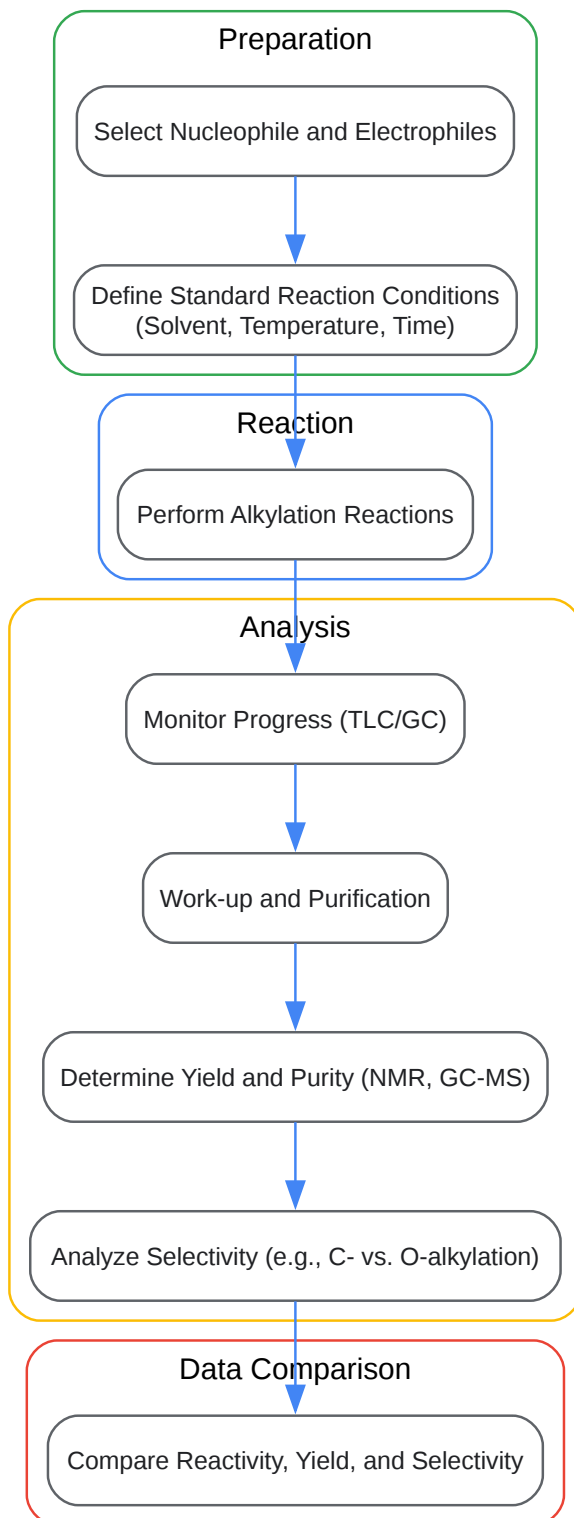 Preparation
Select Nucleophile and Electrophiles
Define Standard Reaction Conditions
(Solvent, Temperature, Time)
Reaction
Perform Alkylation Reactions
Analysis
Monitor Progress (TLC/GC)
Work-up and Purification
Determine Yield and Purity (NMR, GC-MS)
Analyze Selectivity (e.g., C- vs. O-alkylation)
Data Comparison
Compare Reactivity, Yield, and Selectivity